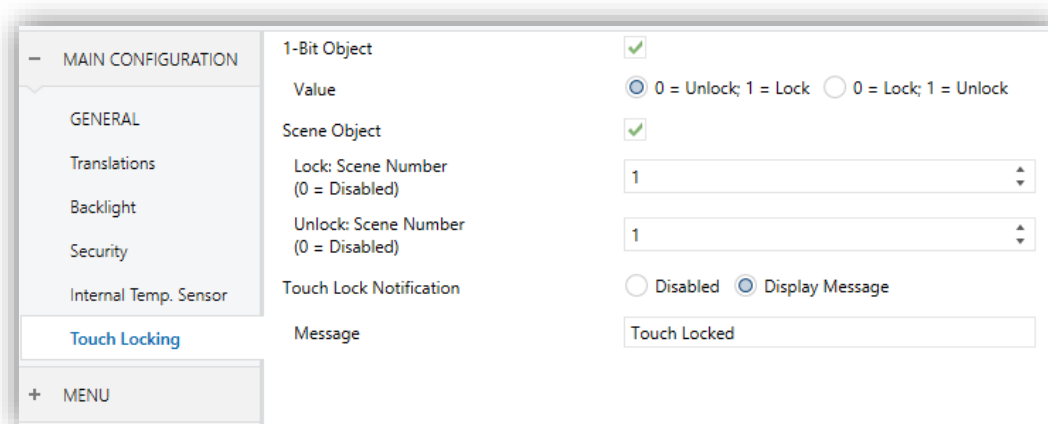 − MAIN CONFIGURATION
GENERAL
Translations
Backlight
Security
Internal Temp. Sensor
Touch Locking
+ MENU
1-Bit Object
Value
0 = Unlock; 1 = Lock 0 = Lock; 1 = Unlock
Scene Object
Lock: Scene Number
(0 = Disabled)
1
Unlock: Scene Number
(0 = Disabled)
1
Touch Lock Notification
Disabled Display Message
Message
Touch Locked